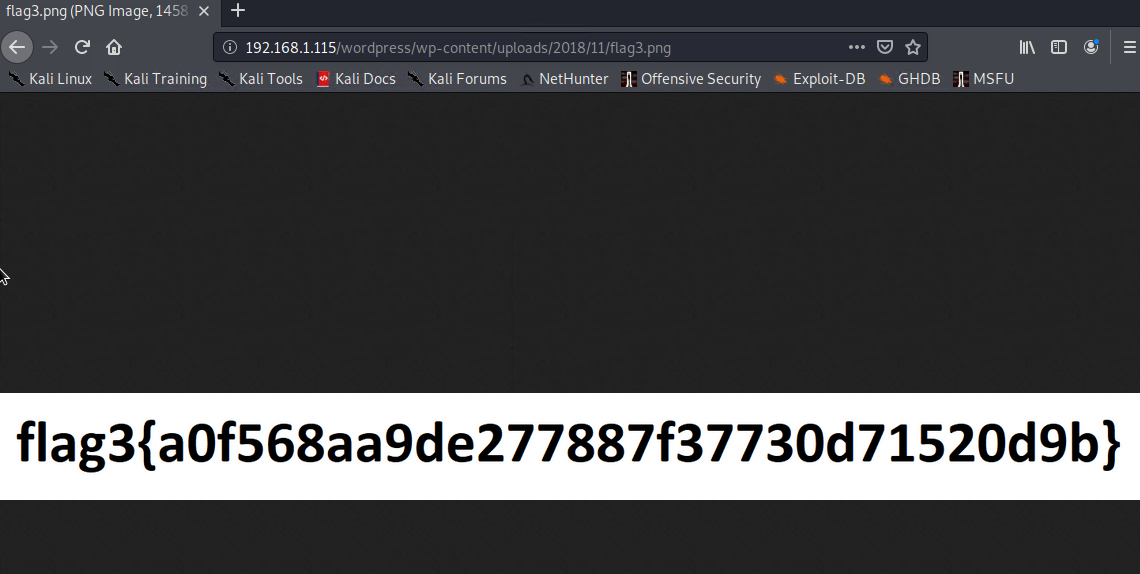 flag3.png (PNG Image, 1458
192.168.1.115/wordpress/wp-content/uploads/2018/11/flag3.png
Kali Linux Kali Training Kali Tools Kali Docs Kali Forums NetHunter Offensive Security Exploit-DB GHDB MSFU
flag3{a0f568aa9de277887f37730d71520d9b}